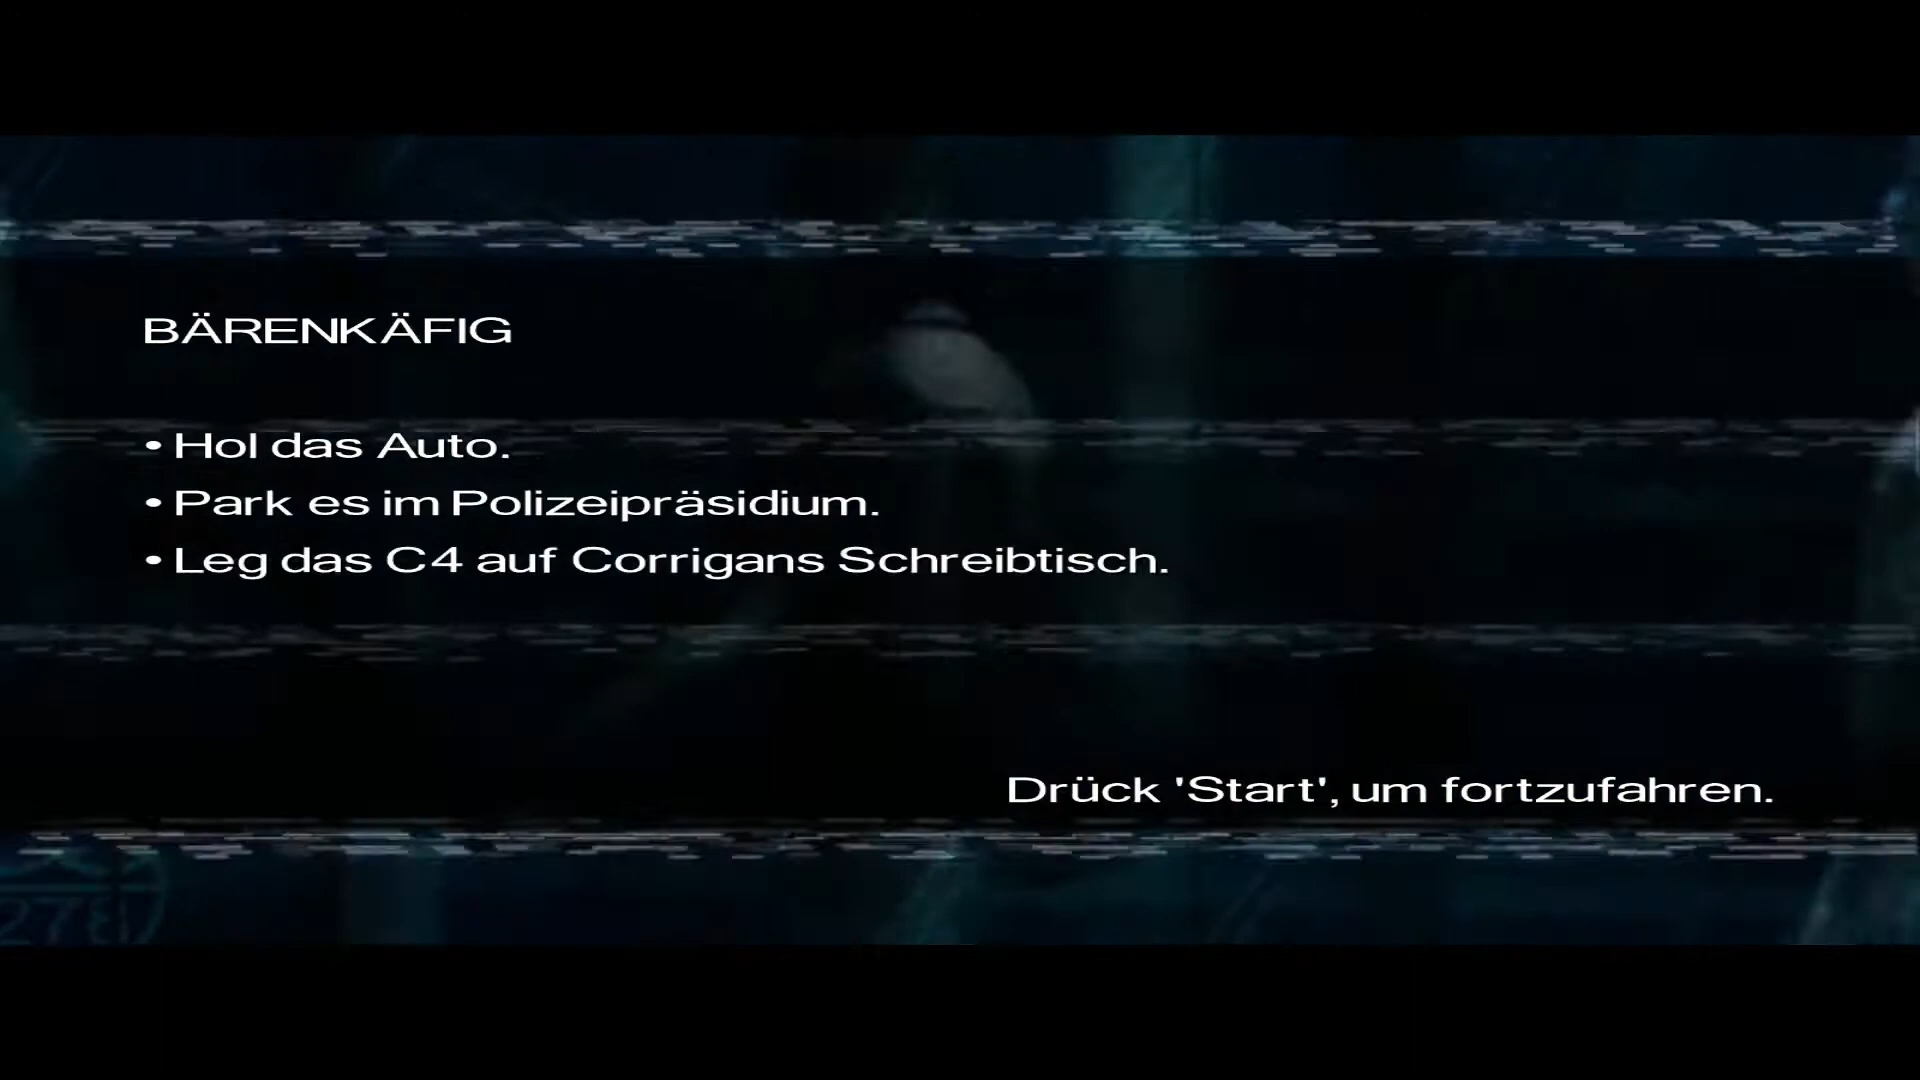 BÄRENKÄFIG
• Hol das Auto.
• Park es im Polizeipräsidium.
• Leg das C4 auf Corrigans Schreibtisch.
Drück 'Start', um fortzufahren.